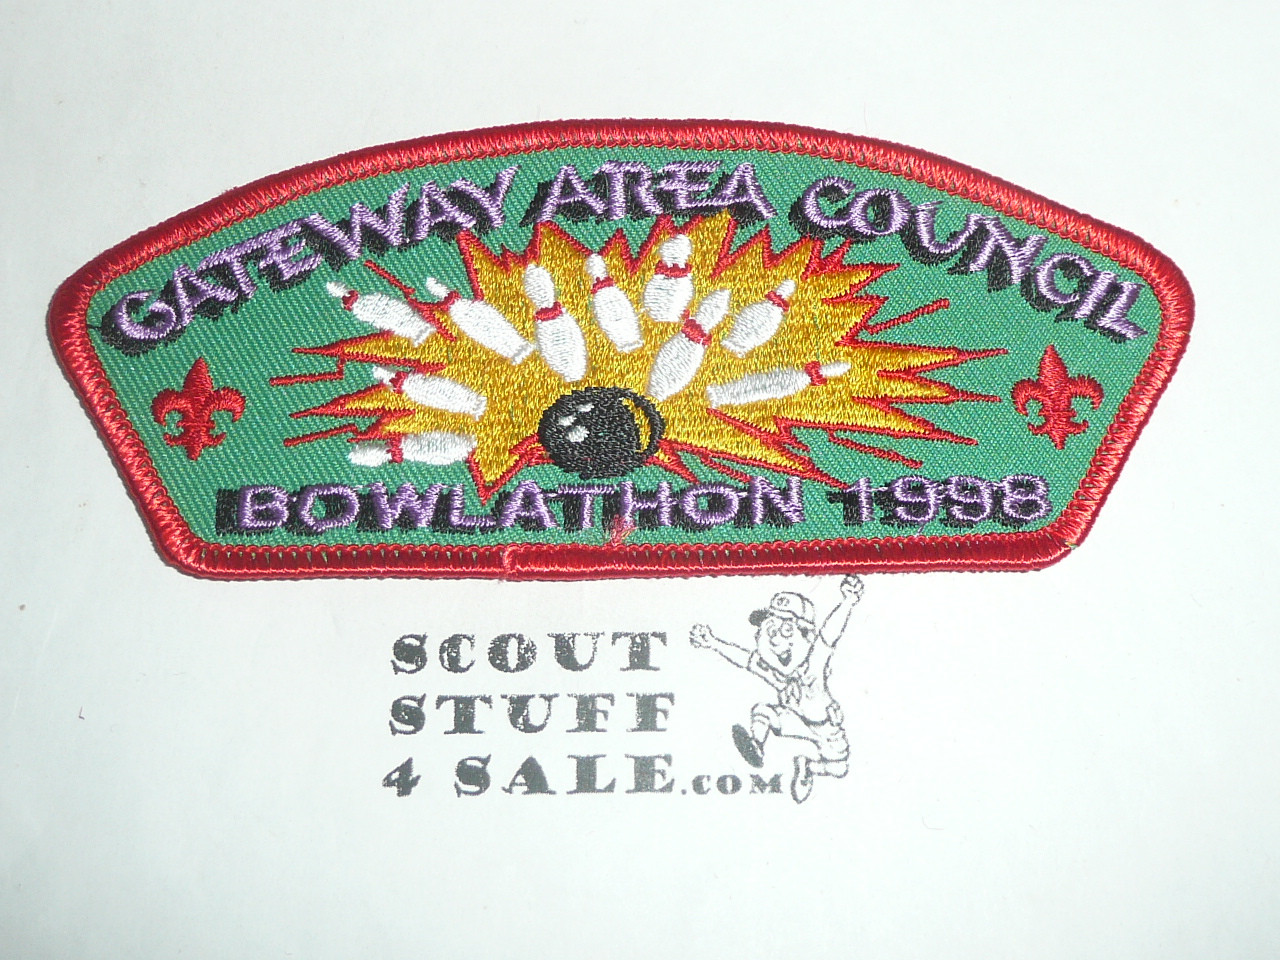 GATEWAY AREA COUNCIL
BOWLATHON 1998
SCOUT
STUFF
4 SALE.COM